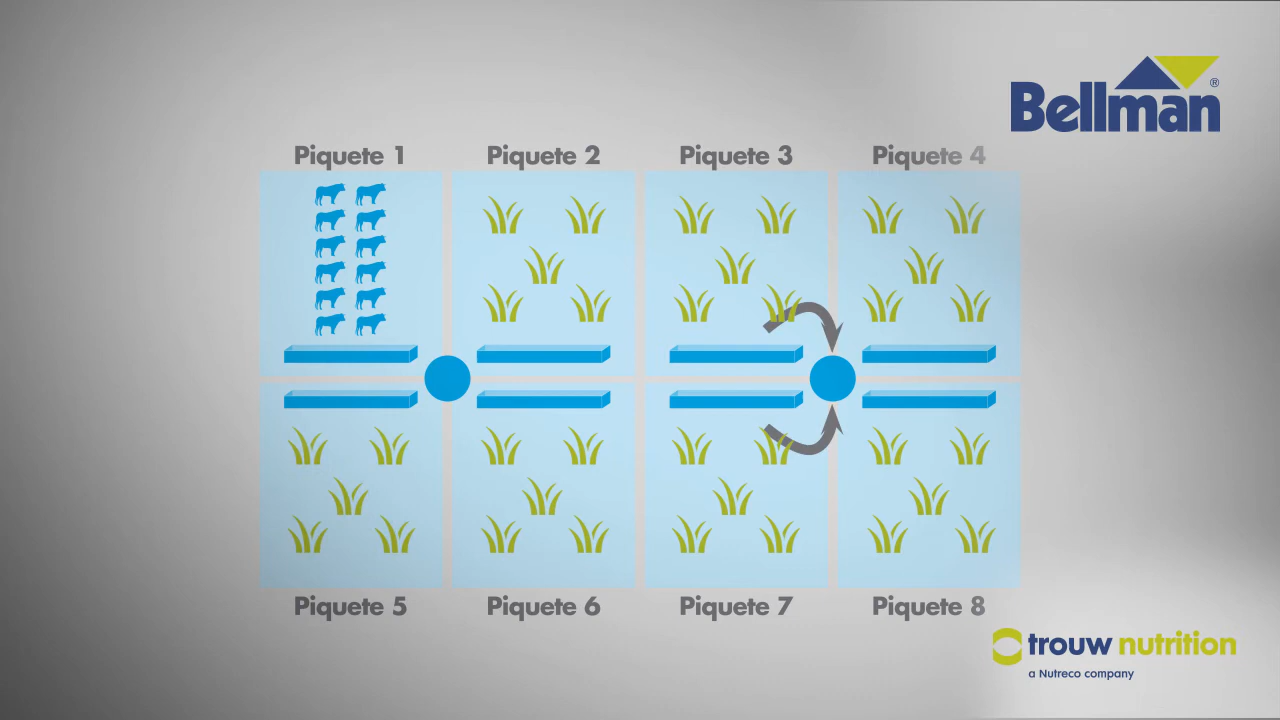 Bellman®
Piquete 1 Piquete 2 Piquete 3 Piquete 4
Piquete 5 Piquete 6 Piquete 7 Piquete 8
trouw nutrition
a Nutreco company